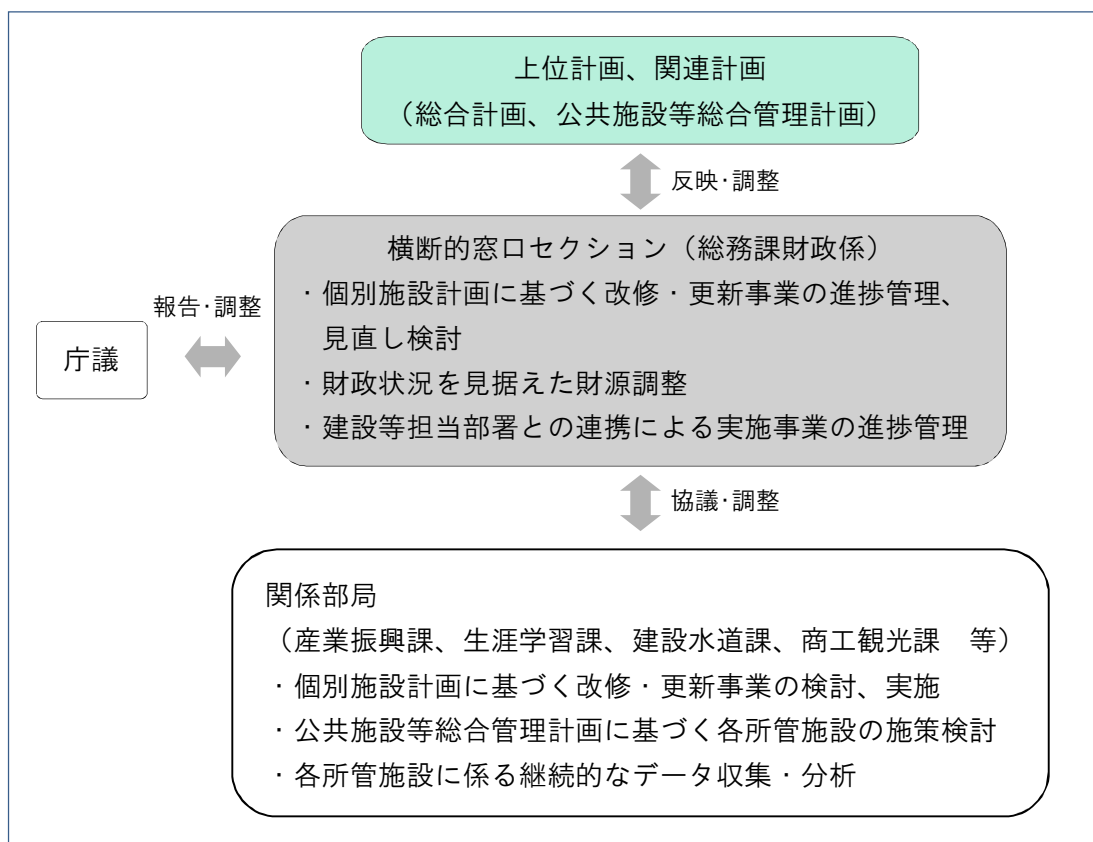 上位計画、関連計画
（総合計画、公共施設等総合管理計画）
反映･調整
横断的窓口セクション（総務課財政係）
・個別施設計画に基づく改修・更新事業の進捗管理、
見直し検討
・財政状況を見据えた財源調整
・建設等担当部署との連携による実施事業の進捗管理
報告･調整
庁議
協議･調整
関係部局
（産業振興課、生涯学習課、建設水道課、商工観光課　等）
・個別施設計画に基づく改修・更新事業の検討、実施
・公共施設等総合管理計画に基づく各所管施設の施策検討
・各所管施設に係る継続的なデータ収集・分析